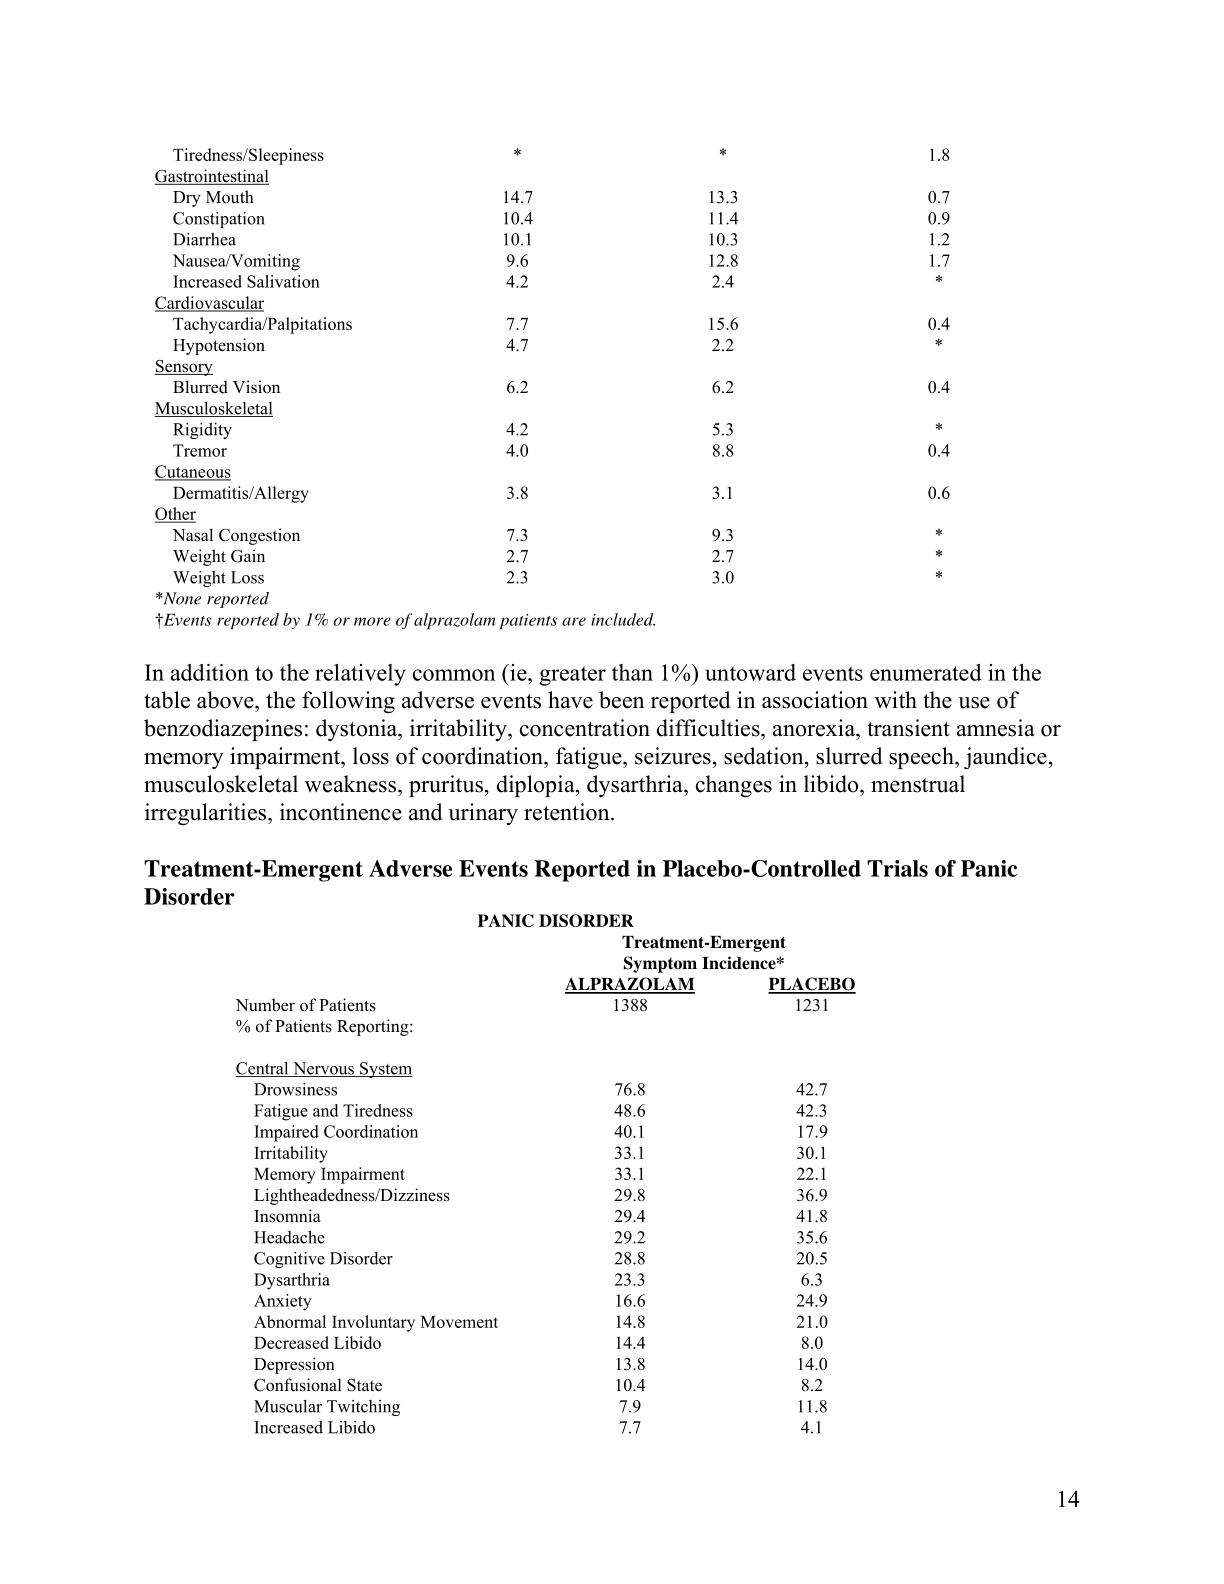 Tiredness/Sleepiness * * 1.8
Gastrointestinal
Dry Mouth 14.7 13.3 0.7
Constipation 10.4 11.4 0.9
Diarrhea 10.1 10.3 1.2
Nausea/Vomiting 9.6 12.8 1.7
Increased Salivation 4.2 2.4 *
Cardiovascular
Tachycardia/Palpitations 7.7 15.6 0.4
Hypotension 4.7 2.2 *
Sensory
Blurred Vision 6.2 6.2 0.4
Musculoskeletal
Rigidity 4.2 5.3 *
Tremor 4.0 8.8 0.4
Cutaneous
Dermatitis/Allergy 3.8 3.1 0.6
Other
Nasal Congestion 7.3 9.3 *
Weight Gain 2.7 2.7 *
Weight Loss 2.3 3.0 *
*None reported
†Events reported by 1% or more of alprazolam patients are included.
In addition to the relatively common (ie, greater than 1%) untoward events enumerated in the
table above, the following adverse events have been reported in association with the use of
benzodiazepines: dystonia, irritability, concentration difficulties, anorexia, transient amnesia or
memory impairment, loss of coordination, fatigue, seizures, sedation, slurred speech, jaundice,
musculoskeletal weakness, pruritus, diplopia, dysarthria, changes in libido, menstrual
irregularities, incontinence and urinary retention.
Treatment-Emergent Adverse Events Reported in Placebo-Controlled Trials of Panic
Disorder
PANIC DISORDER
Treatment-Emergent
Symptom Incidence*
ALPRAZOLAM PLACEBO
Number of Patients 1388 1231
% of Patients Reporting:
Central Nervous System
Drowsiness 76.8 42.7
Fatigue and Tiredness 48.6 42.3
Impaired Coordination 40.1 17.9
Irritability 33.1 30.1
Memory Impairment 33.1 22.1
Lightheadedness/Dizziness 29.8 36.9
Insomnia 29.4 41.8
Headache 29.2 35.6
Cognitive Disorder 28.8 20.5
Dysarthria 23.3 6.3
Anxiety 16.6 24.9
Abnormal Involuntary Movement 14.8 21.0
Decreased Libido 14.4 8.0
Depression 13.8 14.0
Confusional State 10.4 8.2
Muscular Twitching 7.9 11.8
Increased Libido 7.7 4.1
14